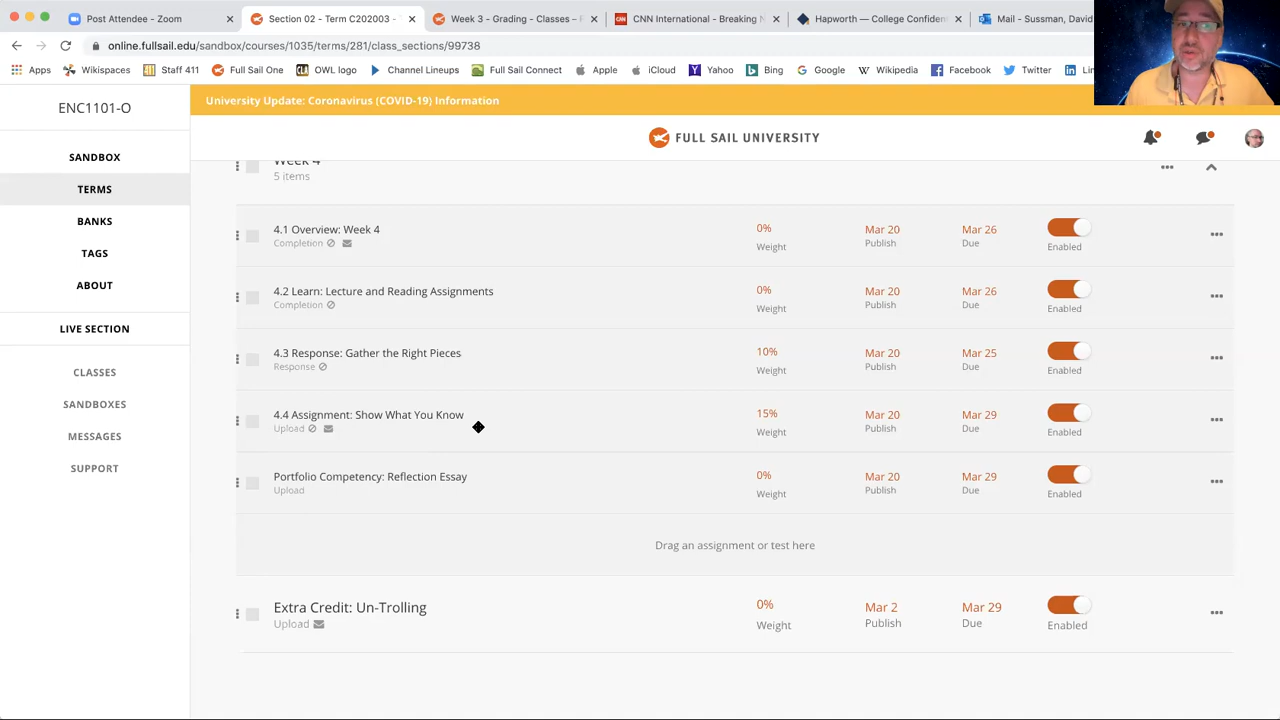 Post Attendee - Zoom
Section 02 - Term C202003 -
Week 3 - Grading - Classes –
CNN International - Breaking
Hapworth — College Confiden
Mail - Sussman, David
online.fullsail.edu/sandbox/courses/1035/terms/281/class_sections/99738
Apps
Wikispaces
Staff 411
Full Sail One
OWL logo
Channel Lineups
Full Sail Connect
Apple
iCloud
Yahoo
Bing
Google
Wikipedia
Facebook
Twitter
ENC1101-O
University Update: Coronavirus (COVID-19) Information
FULL SAIL UNIVERSITY
SANDBOX
TERMS
BANKS
TAGS
ABOUT
LIVE SECTION
CLASSES
SANDBOXES
MESSAGES
SUPPORT
Week 4
5 items
4.1 Overview: Week 4
Completion
0%
Weight
Mar 20
Publish
Mar 26
Due
Enabled
4.2 Learn: Lecture and Reading Assignments
Completion
0%
Weight
Mar 20
Publish
Mar 26
Due
Enabled
4.3 Response: Gather the Right Pieces
Response
10%
Weight
Mar 20
Publish
Mar 25
Due
Enabled
4.4 Assignment: Show What You Know
Upload
15%
Weight
Mar 20
Publish
Mar 29
Due
Enabled
Portfolio Competency: Reflection Essay
Upload
0%
Weight
Mar 20
Publish
Mar 29
Due
Enabled
Drag an assignment or test here
Extra Credit: Un-Trolling
Upload
0%
Weight
Mar 2
Publish
Mar 29
Due
Enabled